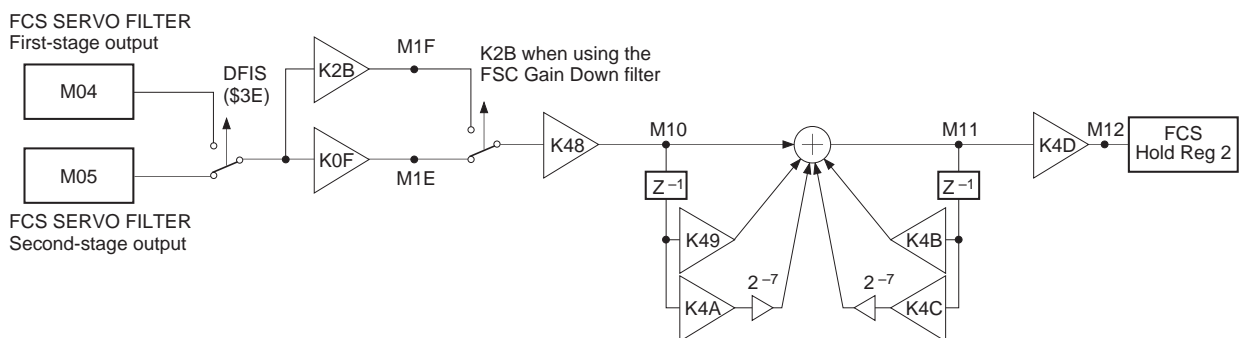 FCS SERVO FILTER
First-stage output
M04
DFIS
($3E)
M05
FCS SERVO FILTER
Second-stage output
K2B
M1F
K0F
M1E
K2B when using the
FSC Gain Down filter
K48
M10
Z –1
K49
K4A
2 –7
M11
Z –1
K4B
2 –7
K4C
K4D
M12
FCS
Hold Reg 2